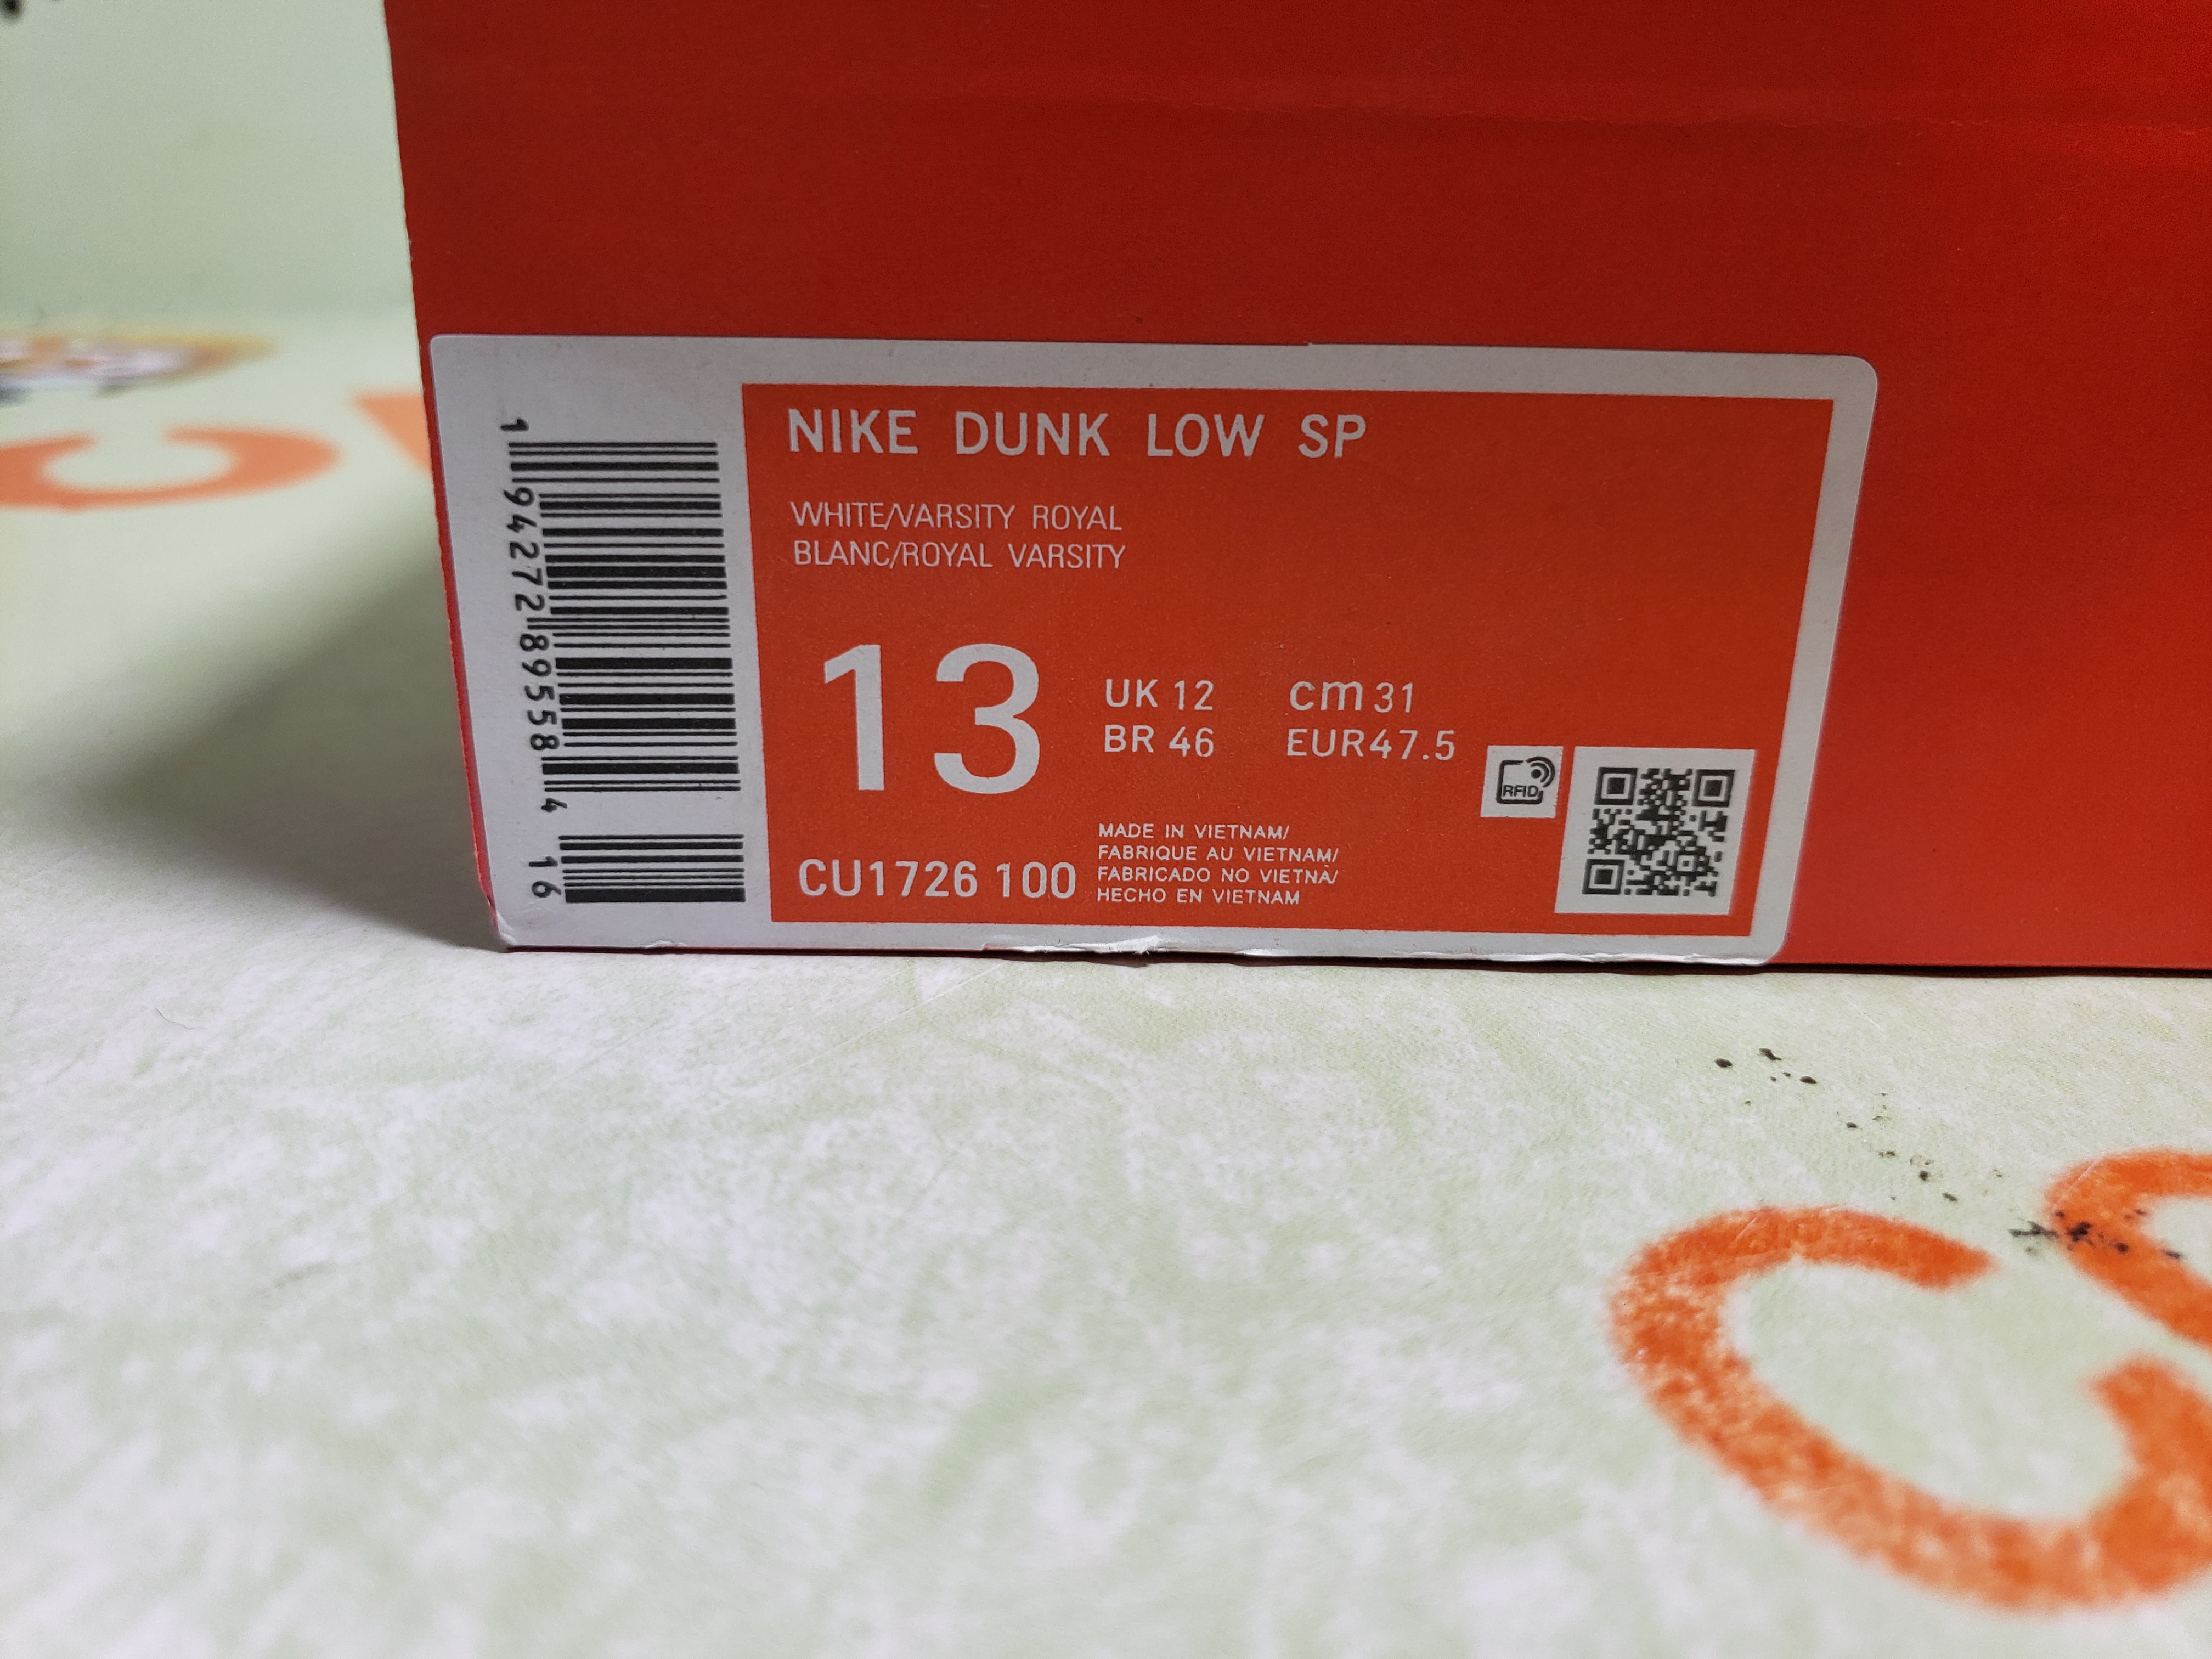 NIKE DUNK LOW SP
WHITE/VARSITY ROYAL
BLANC/ROYAL VARSITY
13
UK 12 cm 31
BR 46 EUR 47.5
RFID
CU1726 100
MADE IN VIETNAM/
FABRIQUE AU VIETNAM/
FABRICADO NO VIETNÃ/
HECHO EN VIETNAM
1 94272 89558 4 16